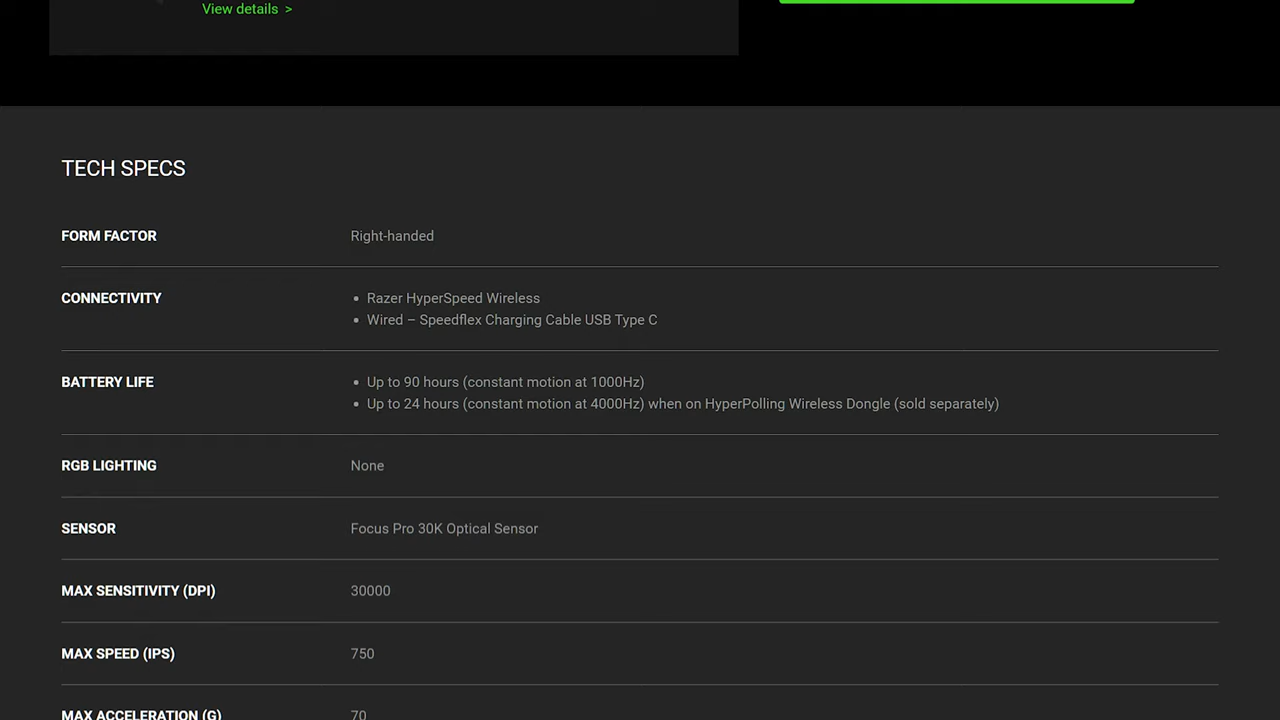 View details >
TECH SPECS
FORM FACTOR
Right-handed
CONNECTIVITY
• Razer HyperSpeed Wireless
• Wired – Speedflex Charging Cable USB Type C
BATTERY LIFE
• Up to 90 hours (constant motion at 1000Hz)
• Up to 24 hours (constant motion at 4000Hz) when on HyperPolling Wireless Dongle (sold separately)
RGB LIGHTING
None
SENSOR
Focus Pro 30K Optical Sensor
MAX SENSITIVITY (DPI)
30000
MAX SPEED (IPS)
750
MAX ACCELERATION (G)
70